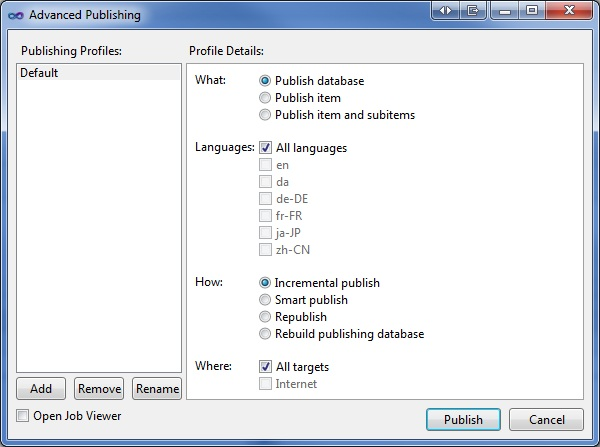 Advanced Publishing
Publishing Profiles:
Default
Add
Remove
Rename
Open Job Viewer
Profile Details:
What:
Publish database
Publish item
Publish item and subitems
Languages:
All languages
en
da
de-DE
fr-FR
ja-JP
zh-CN
How:
Incremental publish
Smart publish
Republish
Rebuild publishing database
Where:
All targets
Internet
Publish
Cancel